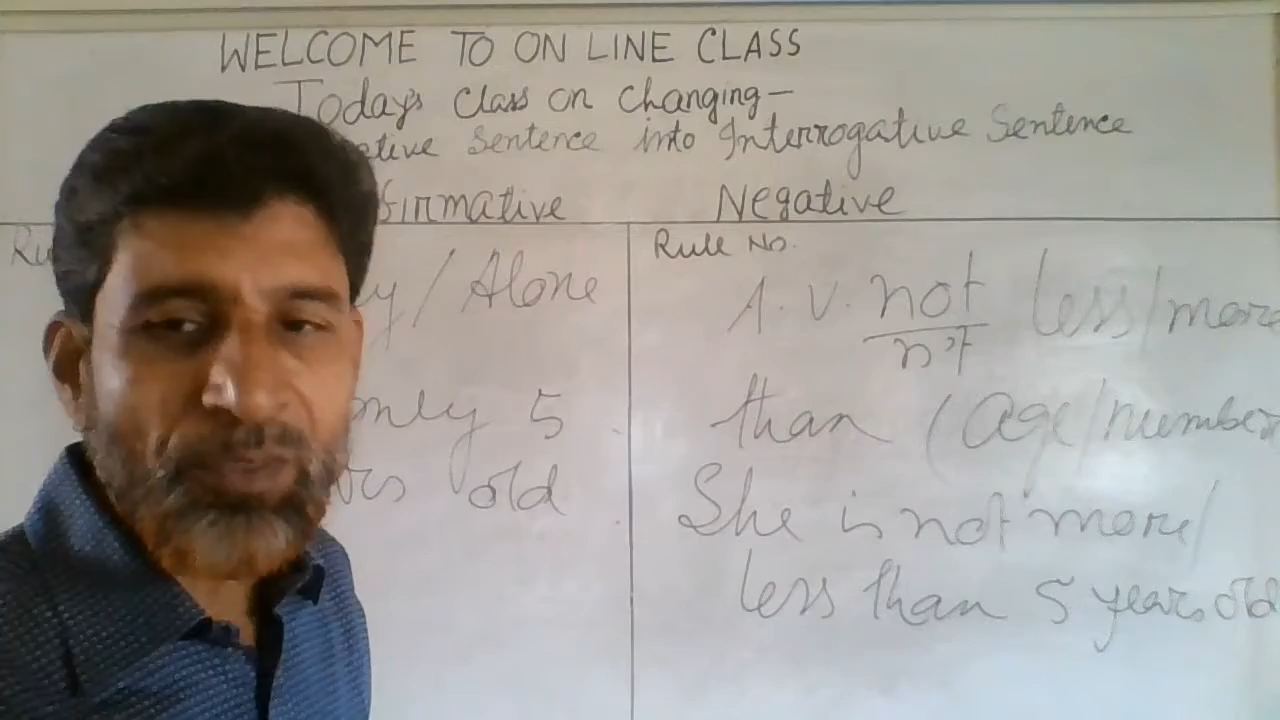 WELCOME TO ON LINE CLASS
Today's Class on Changing—
Sentence into Interrogative Sentence
Negative
Rule No.
/ Alone
A. V. not less/more
n't
only 5
than (age/number
old
She is not more/
less than 5 years old